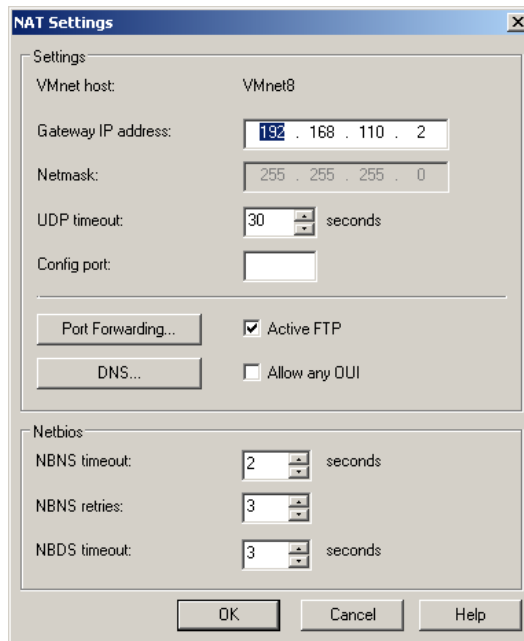 NAT Settings
Settings
VMnet host: VMnet8
Gateway IP address: 192 . 168 . 110 . 2
Netmask: 255 . 255 . 255 . 0
UDP timeout: 30 seconds
Config port:
Port Forwarding... Active FTP
DNS... Allow any OUI
Netbios
NBNS timeout: 2 seconds
NBNS retries: 3
NBDS timeout: 3 seconds
OK Cancel Help